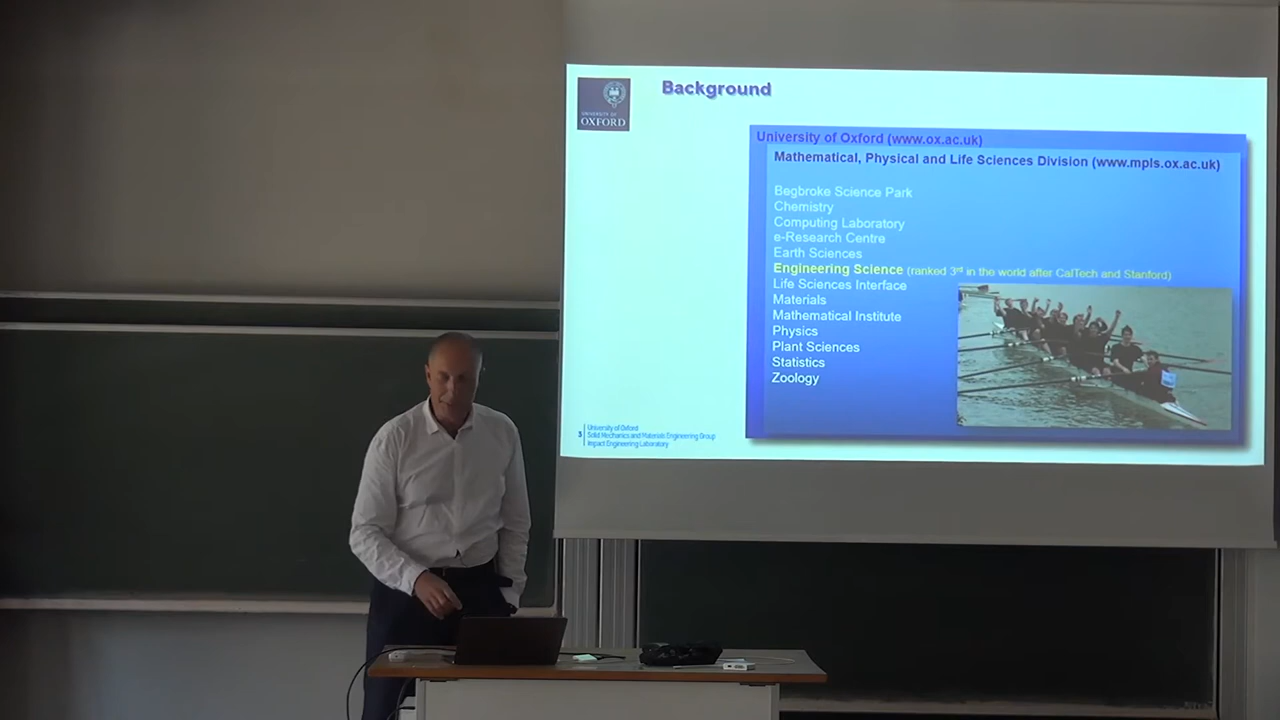 Background
UNIVERSITY OF
OXFORD
University of Oxford (www.ox.ac.uk)
Mathematical, Physical and Life Sciences Division (www.mpls.ox.ac.uk)
Begbroke Science Park
Chemistry
Computing Laboratory
e-Research Centre
Earth Sciences
Engineering Science (ranked 3rd in the world after CalTech and Stanford)
Life Sciences Interface
Materials
Mathematical Institute
Physics
Plant Sciences
Statistics
Zoology
3
University of Oxford
Solid Mechanics and Materials Engineering Group
Impact Engineering Laboratory